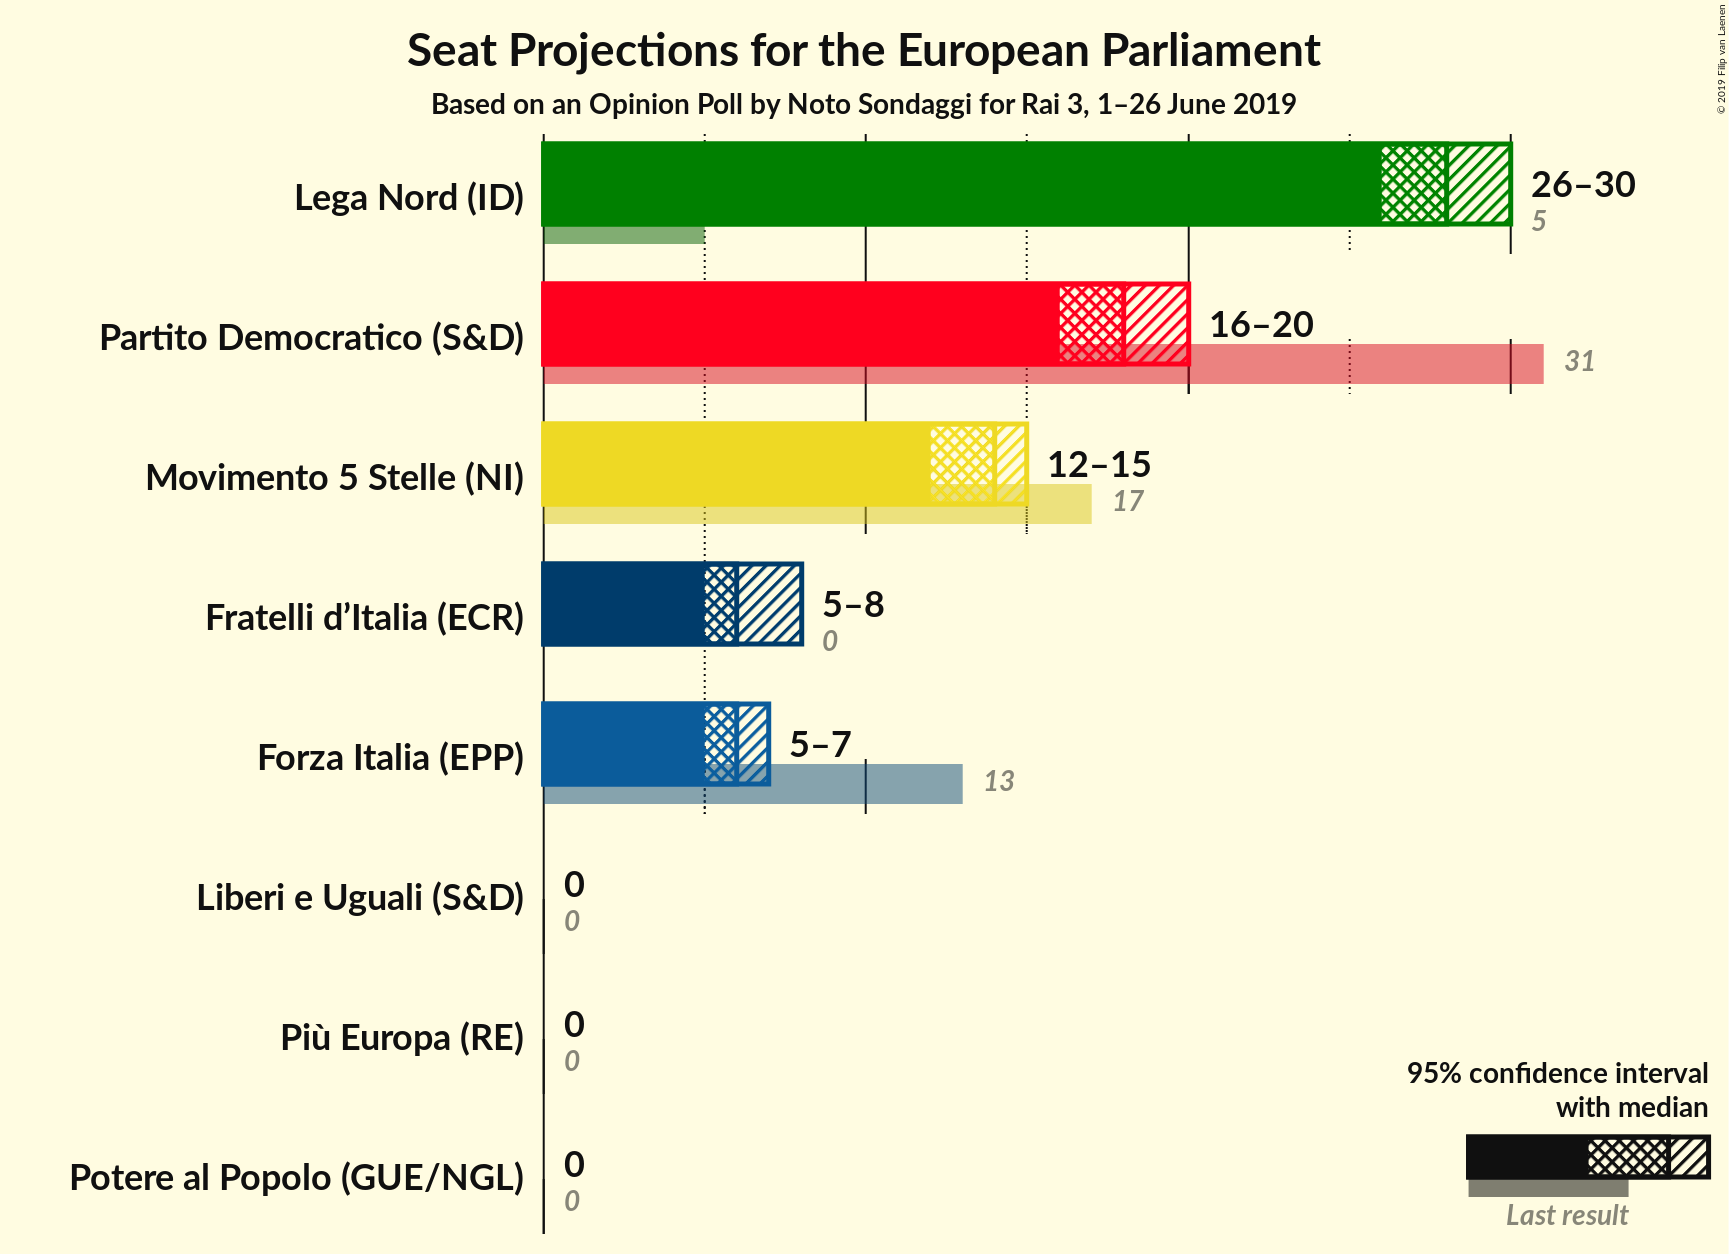 Seat Projections for the European Parliament
Based on an Opinion Poll by Noto Sondaggi for Rai 3, 1–26 June 2019
© 2019 Filip van Laenen
Lega Nord (ID)
26–30
5
Partito Democratico (S&D)
16–20
31
Movimento 5 Stelle (NI)
12–15
17
Fratelli d’Italia (ECR)
5–8
0
Forza Italia (EPP)
5–7
13
Liberi e Uguali (S&D)
0
0
Più Europa (RE)
0
0
Potere al Popolo (GUE/NGL)
0
0
95% confidence interval
with median
Last result